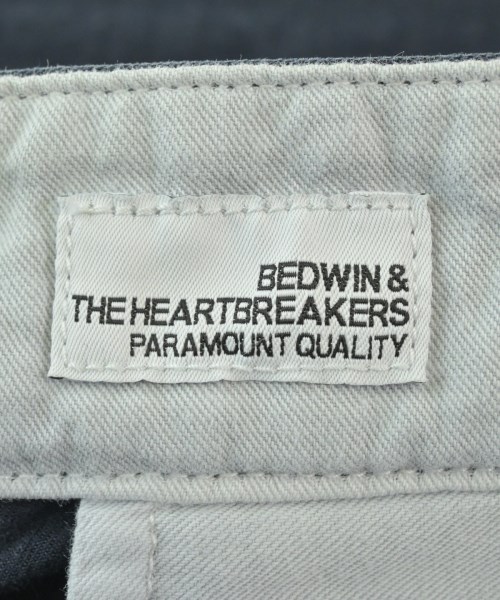 BEDWIN &
THE HEARTBREAKERS
PARAMOUNT QUALITY